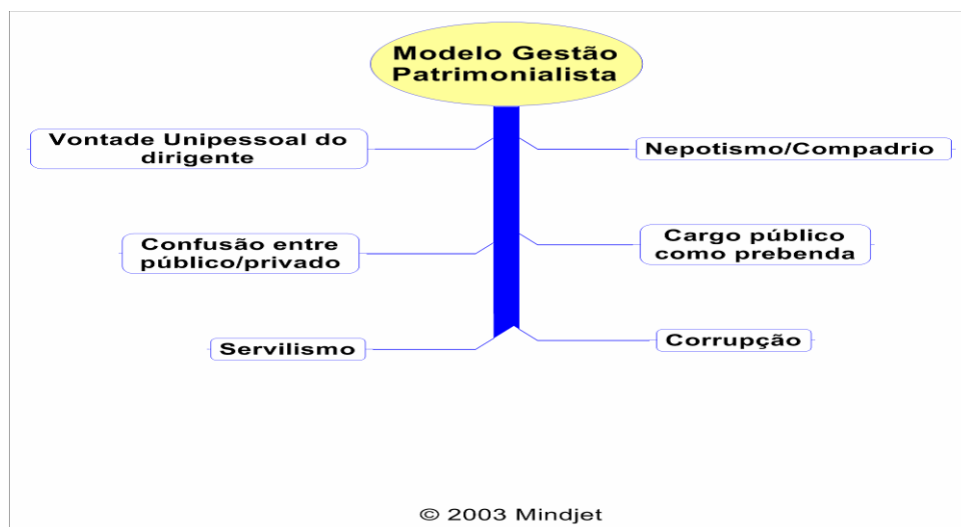 Modelo Gestão
Patrimonialista
Vontade Unipessoal do
dirigente
Nepotismo/Compadrio
Confusão entre
público/privado
Cargo público
como prebenda
Servilismo
Corrupção
© 2003 Mindjet